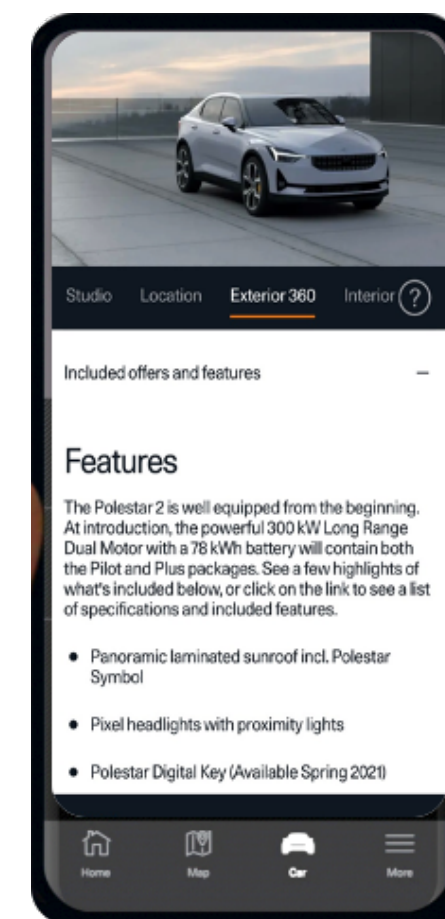 Studio Location Exterior 360 Interior ?
Included offers and features –
Features
The Polestar 2 is well equipped from the beginning.
At introduction, the powerful 300 kW Long Range
Dual Motor with a 78 kWh battery will contain both
the Pilot and Plus packages. See a few highlights of
what's included below, or click on the link to see a list
of specifications and included features.
• Panoramic laminated sunroof incl. Polestar
Symbol
• Pixel headlights with proximity lights
• Polestar Digital Key (Available Spring 2021)
Home Map Car More